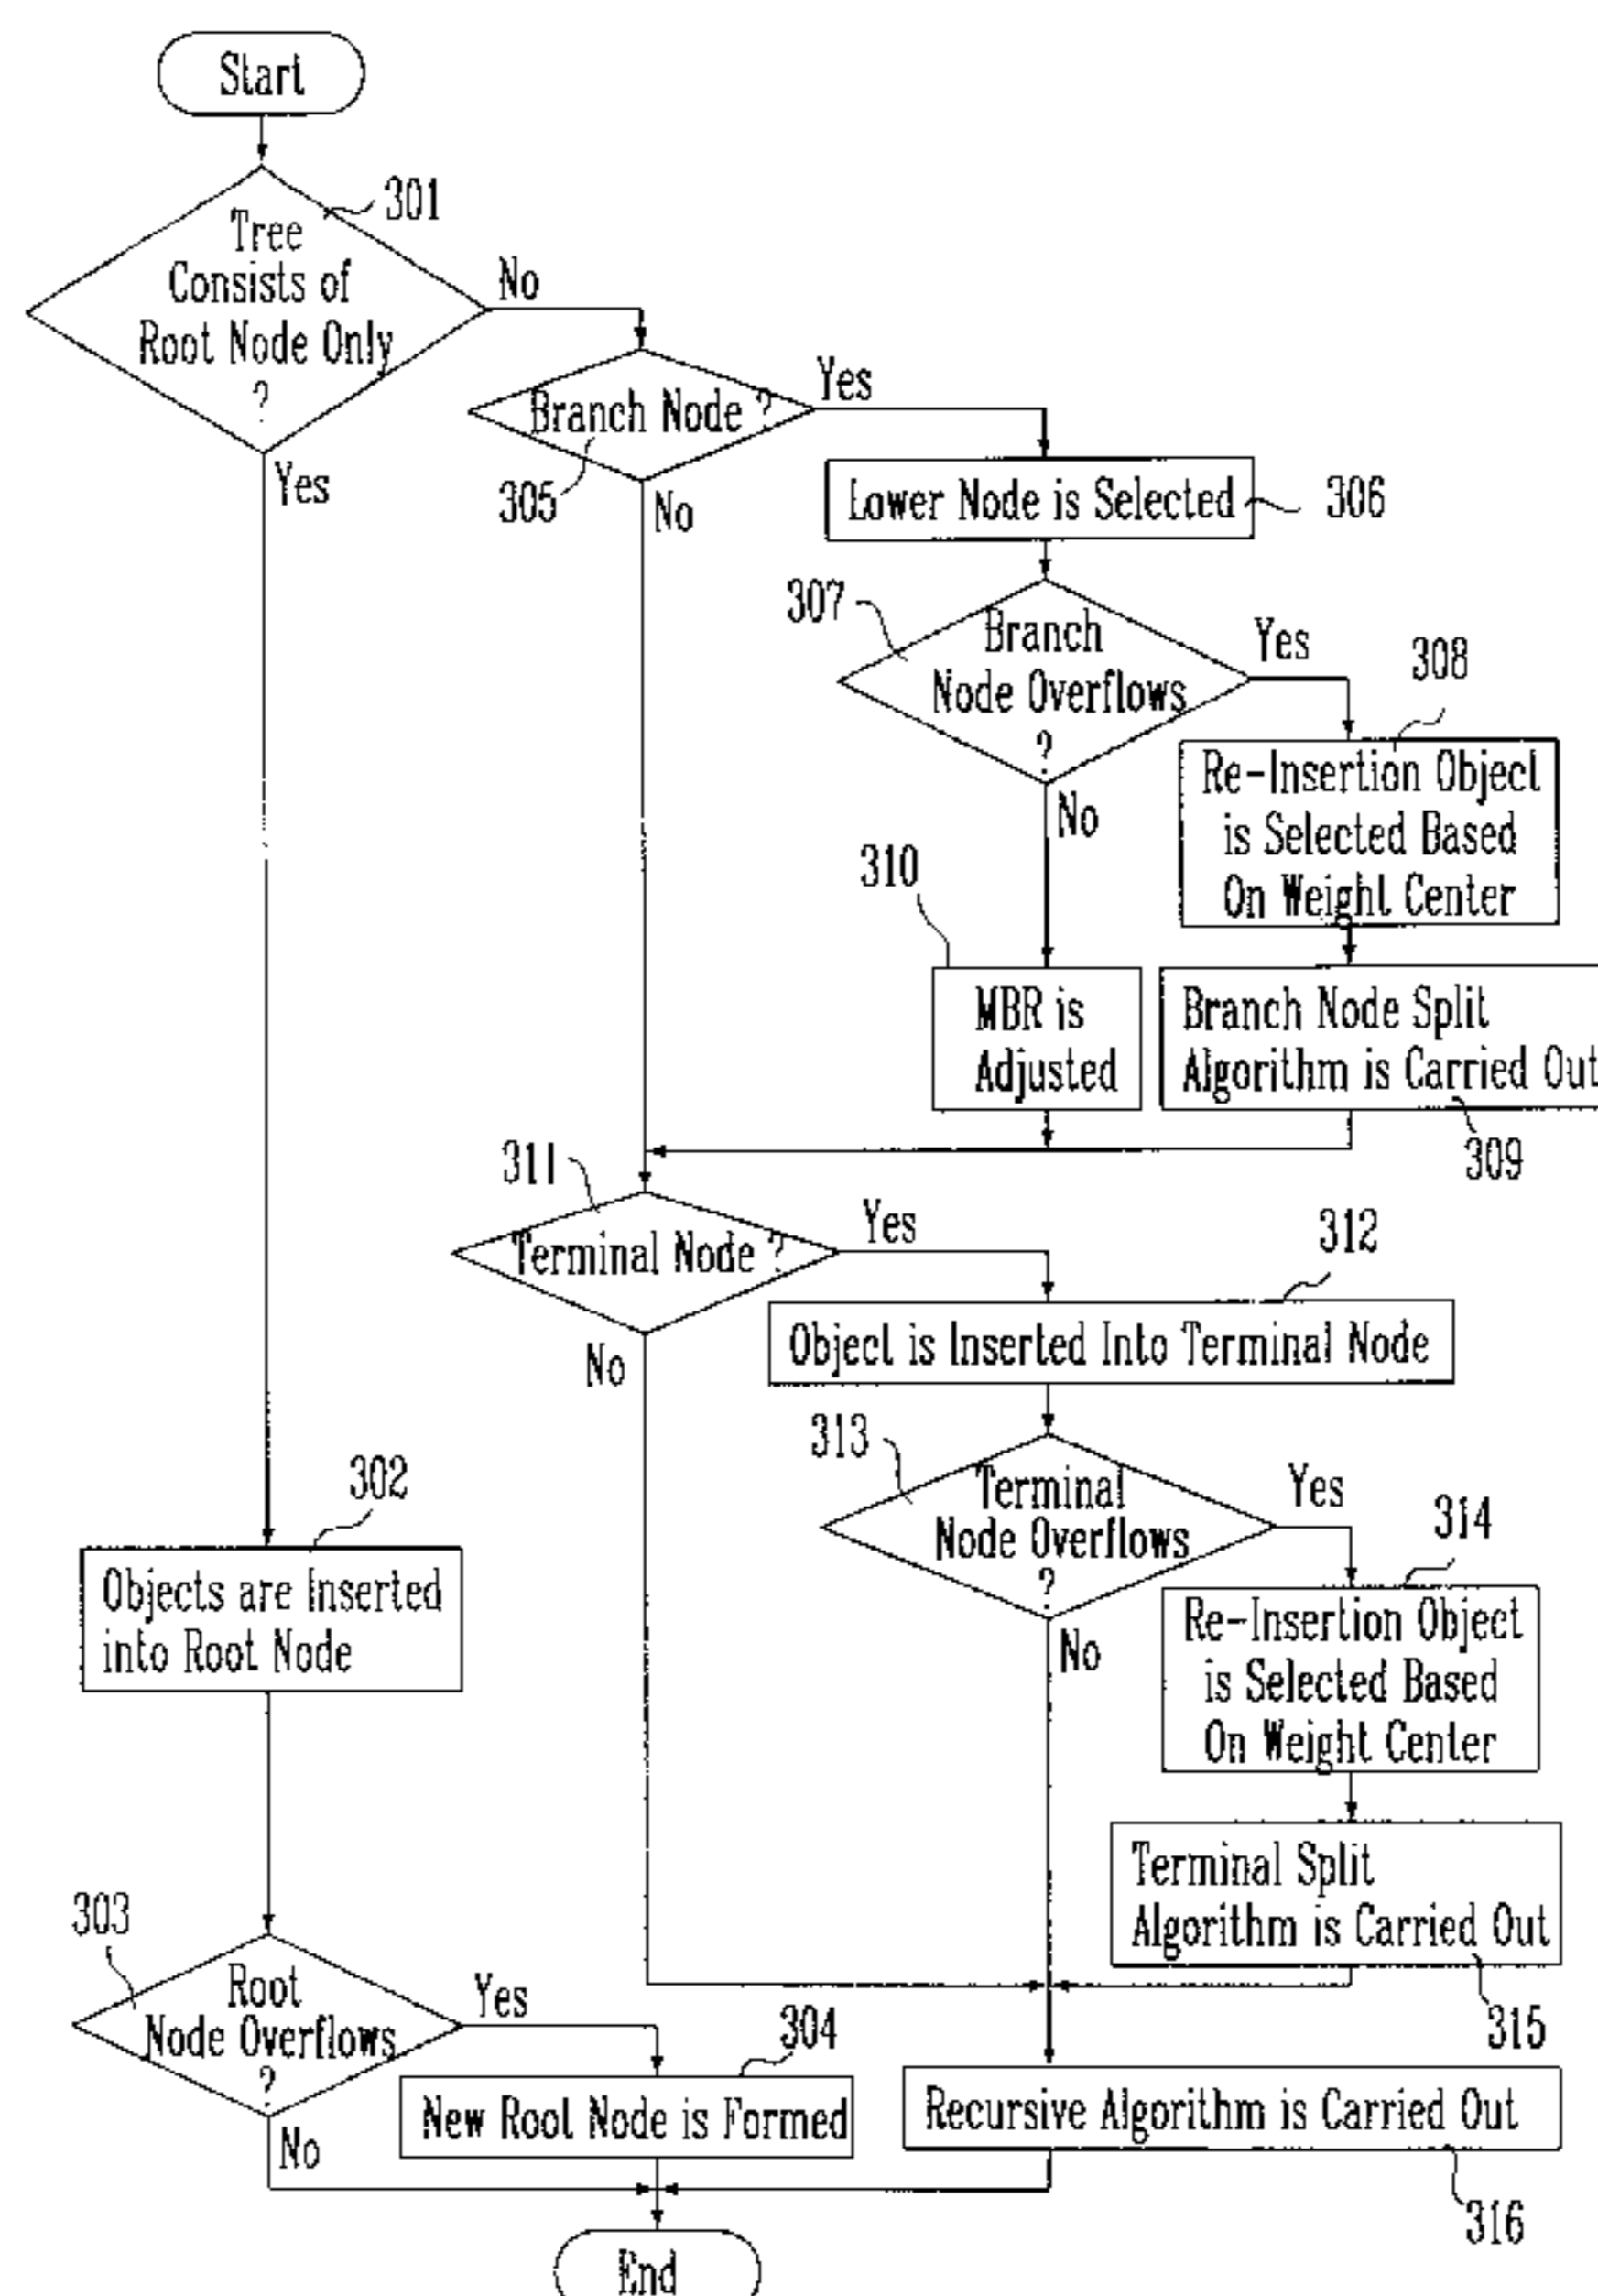 Start
301
Tree
Consists of
Root Node Only
?
No
Yes
Branch Node ?
305
Yes
No
Lower Node is Selected
306
307
Branch
Node Overflows
?
Yes
No
308
Re-Insertion Object
is Selected Based
On Weight Center
310
MBR is
Adjusted
Branch Node Split
Algorithm is Carried Out
309
311
Terminal Node ?
Yes
No
312
Object is Inserted Into Terminal Node
313
Terminal
Node Overflows
?
Yes
No
314
Re-Insertion Object
is Selected Based
On Weight Center
Terminal Split
Algorithm is Carried Out
315
302
Objects are Inserted
into Root Node
303
Root
Node Overflows
?
Yes
No
304
New Root Node is Formed
Recursive Algorithm is Carried Out
316
End